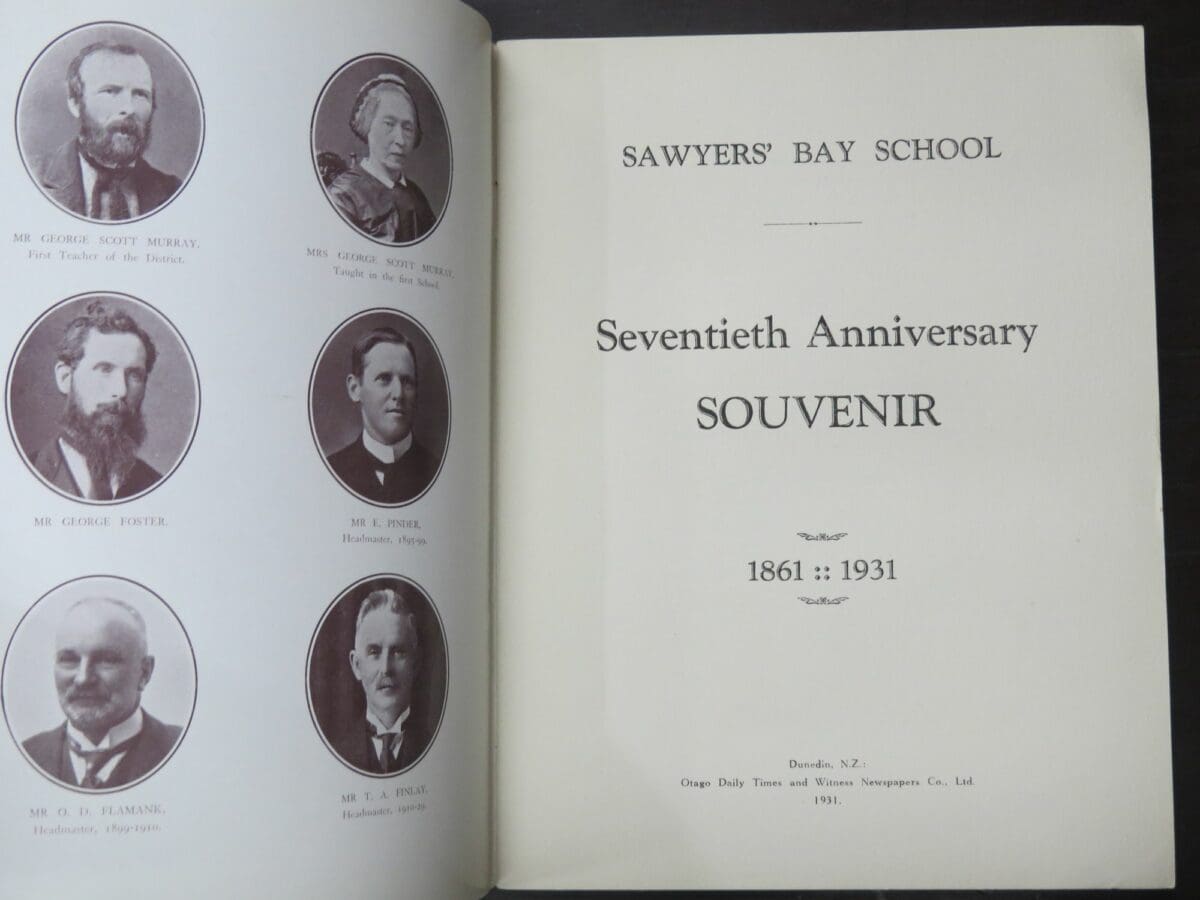 MR GEORGE SCOTT MURRAY,
First Teacher of the District.
MRS GEORGE SCOTT MURRAY,
Taught in the first School.
MR GEORGE FOSTER.
MR E. PINDER,
Headmaster, 1895-99.
MR O. D. FLAMANK,
Headmaster, 1899-1910.
MR T. A. FINLAY,
Headmaster, 1910-29.
SAWYERS' BAY SCHOOL
Seventieth Anniversary
SOUVENIR
1861 :: 1931
Dunedin, N.Z.:
Otago Daily Times and Witness Newspapers Co., Ltd.
1931.